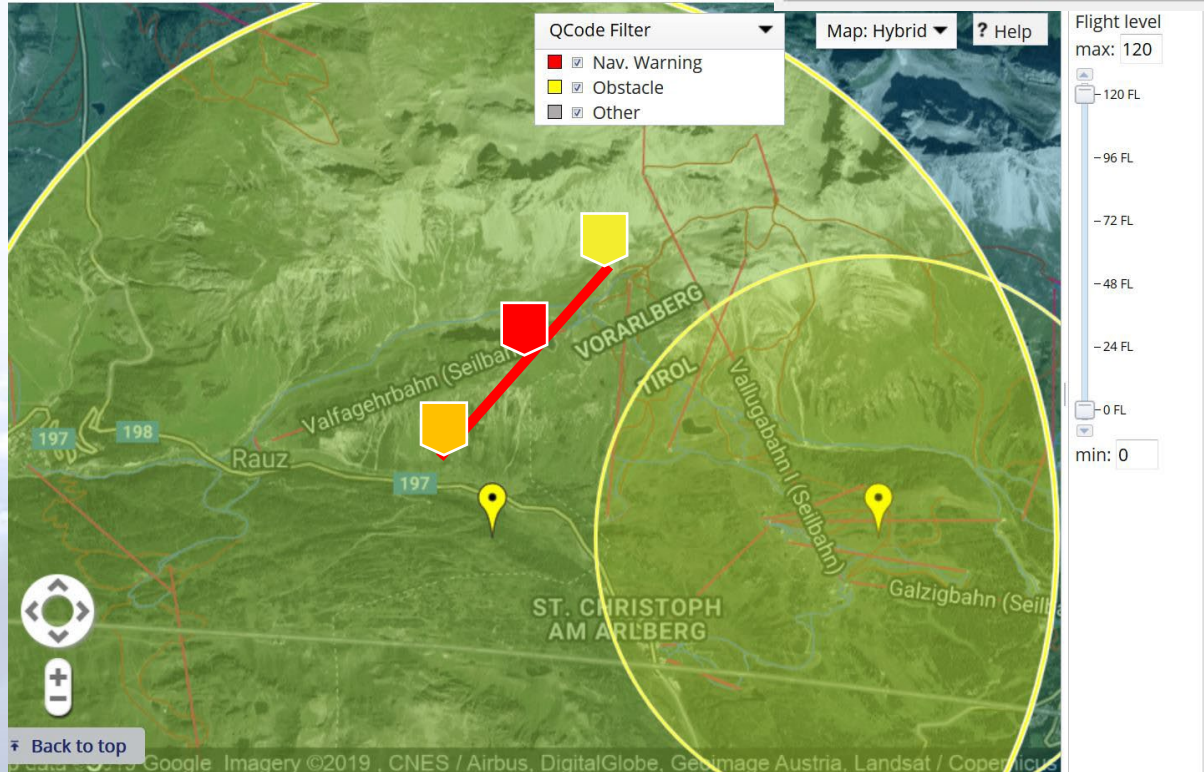 QCode Filter
Nav. Warning
Obstacle
Other
Map: Hybrid
? Help
Flight level
max: 120
120 FL
96 FL
72 FL
48 FL
24 FL
0 FL
min: 0
VORARLBERG
TIROL
Valfagehrbahn (Seilbahn
Vallugabahn I (Seilbahn)
197
198
Rauz
197
Galzigbahn (Seilba
ST. CHRISTOPH
AM ARLBERG
Back to top
Google Imagery ©2019 , CNES / Airbus, DigitalGlobe, Geoimage Austria, Landsat / Copernicus